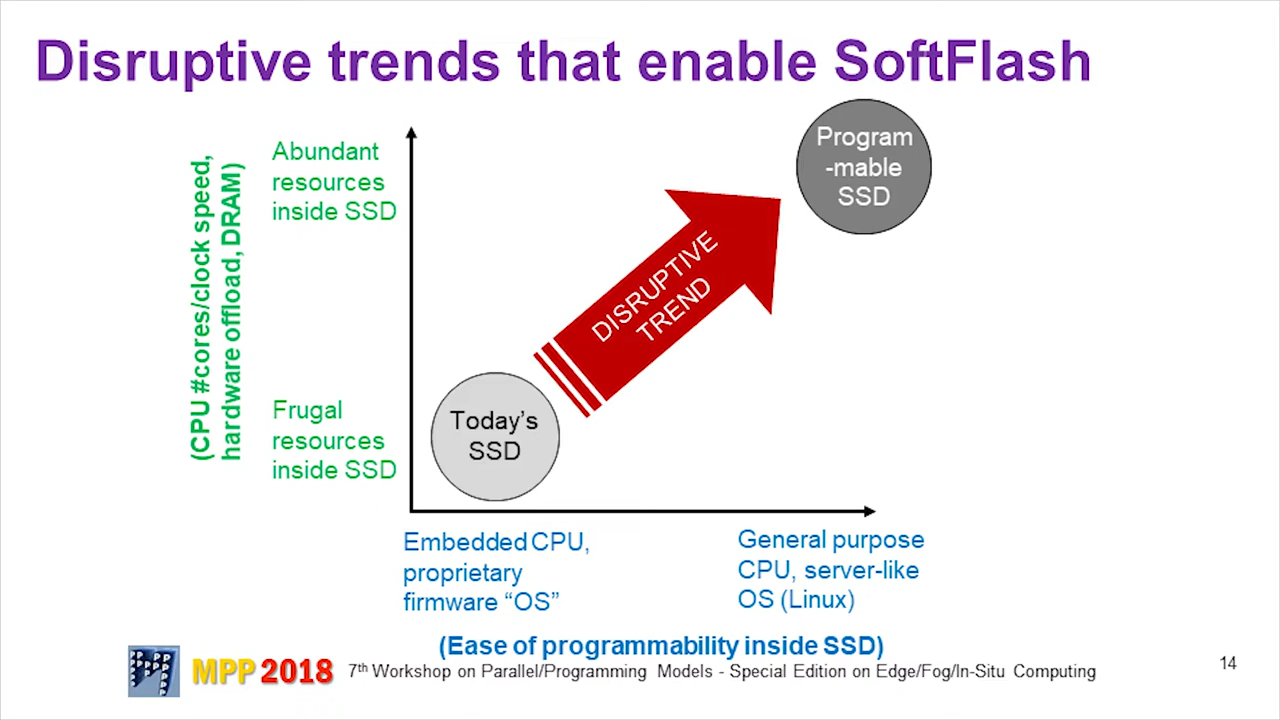 Disruptive trends that enable SoftFlash
(CPU #cores/clock speed,
hardware offload, DRAM)
Abundant
resources
inside SSD
Frugal
resources
inside SSD
Program
-mable
SSD
DISRUPTIVE
TREND
Today's
SSD
Embedded CPU,
proprietary
firmware “OS”
General purpose
CPU, server-like
OS (Linux)
(Ease of programmability inside SSD)
MPP 2018
7th Workshop on Parallel/Programming Models - Special Edition on Edge/Fog/In-Situ Computing
14